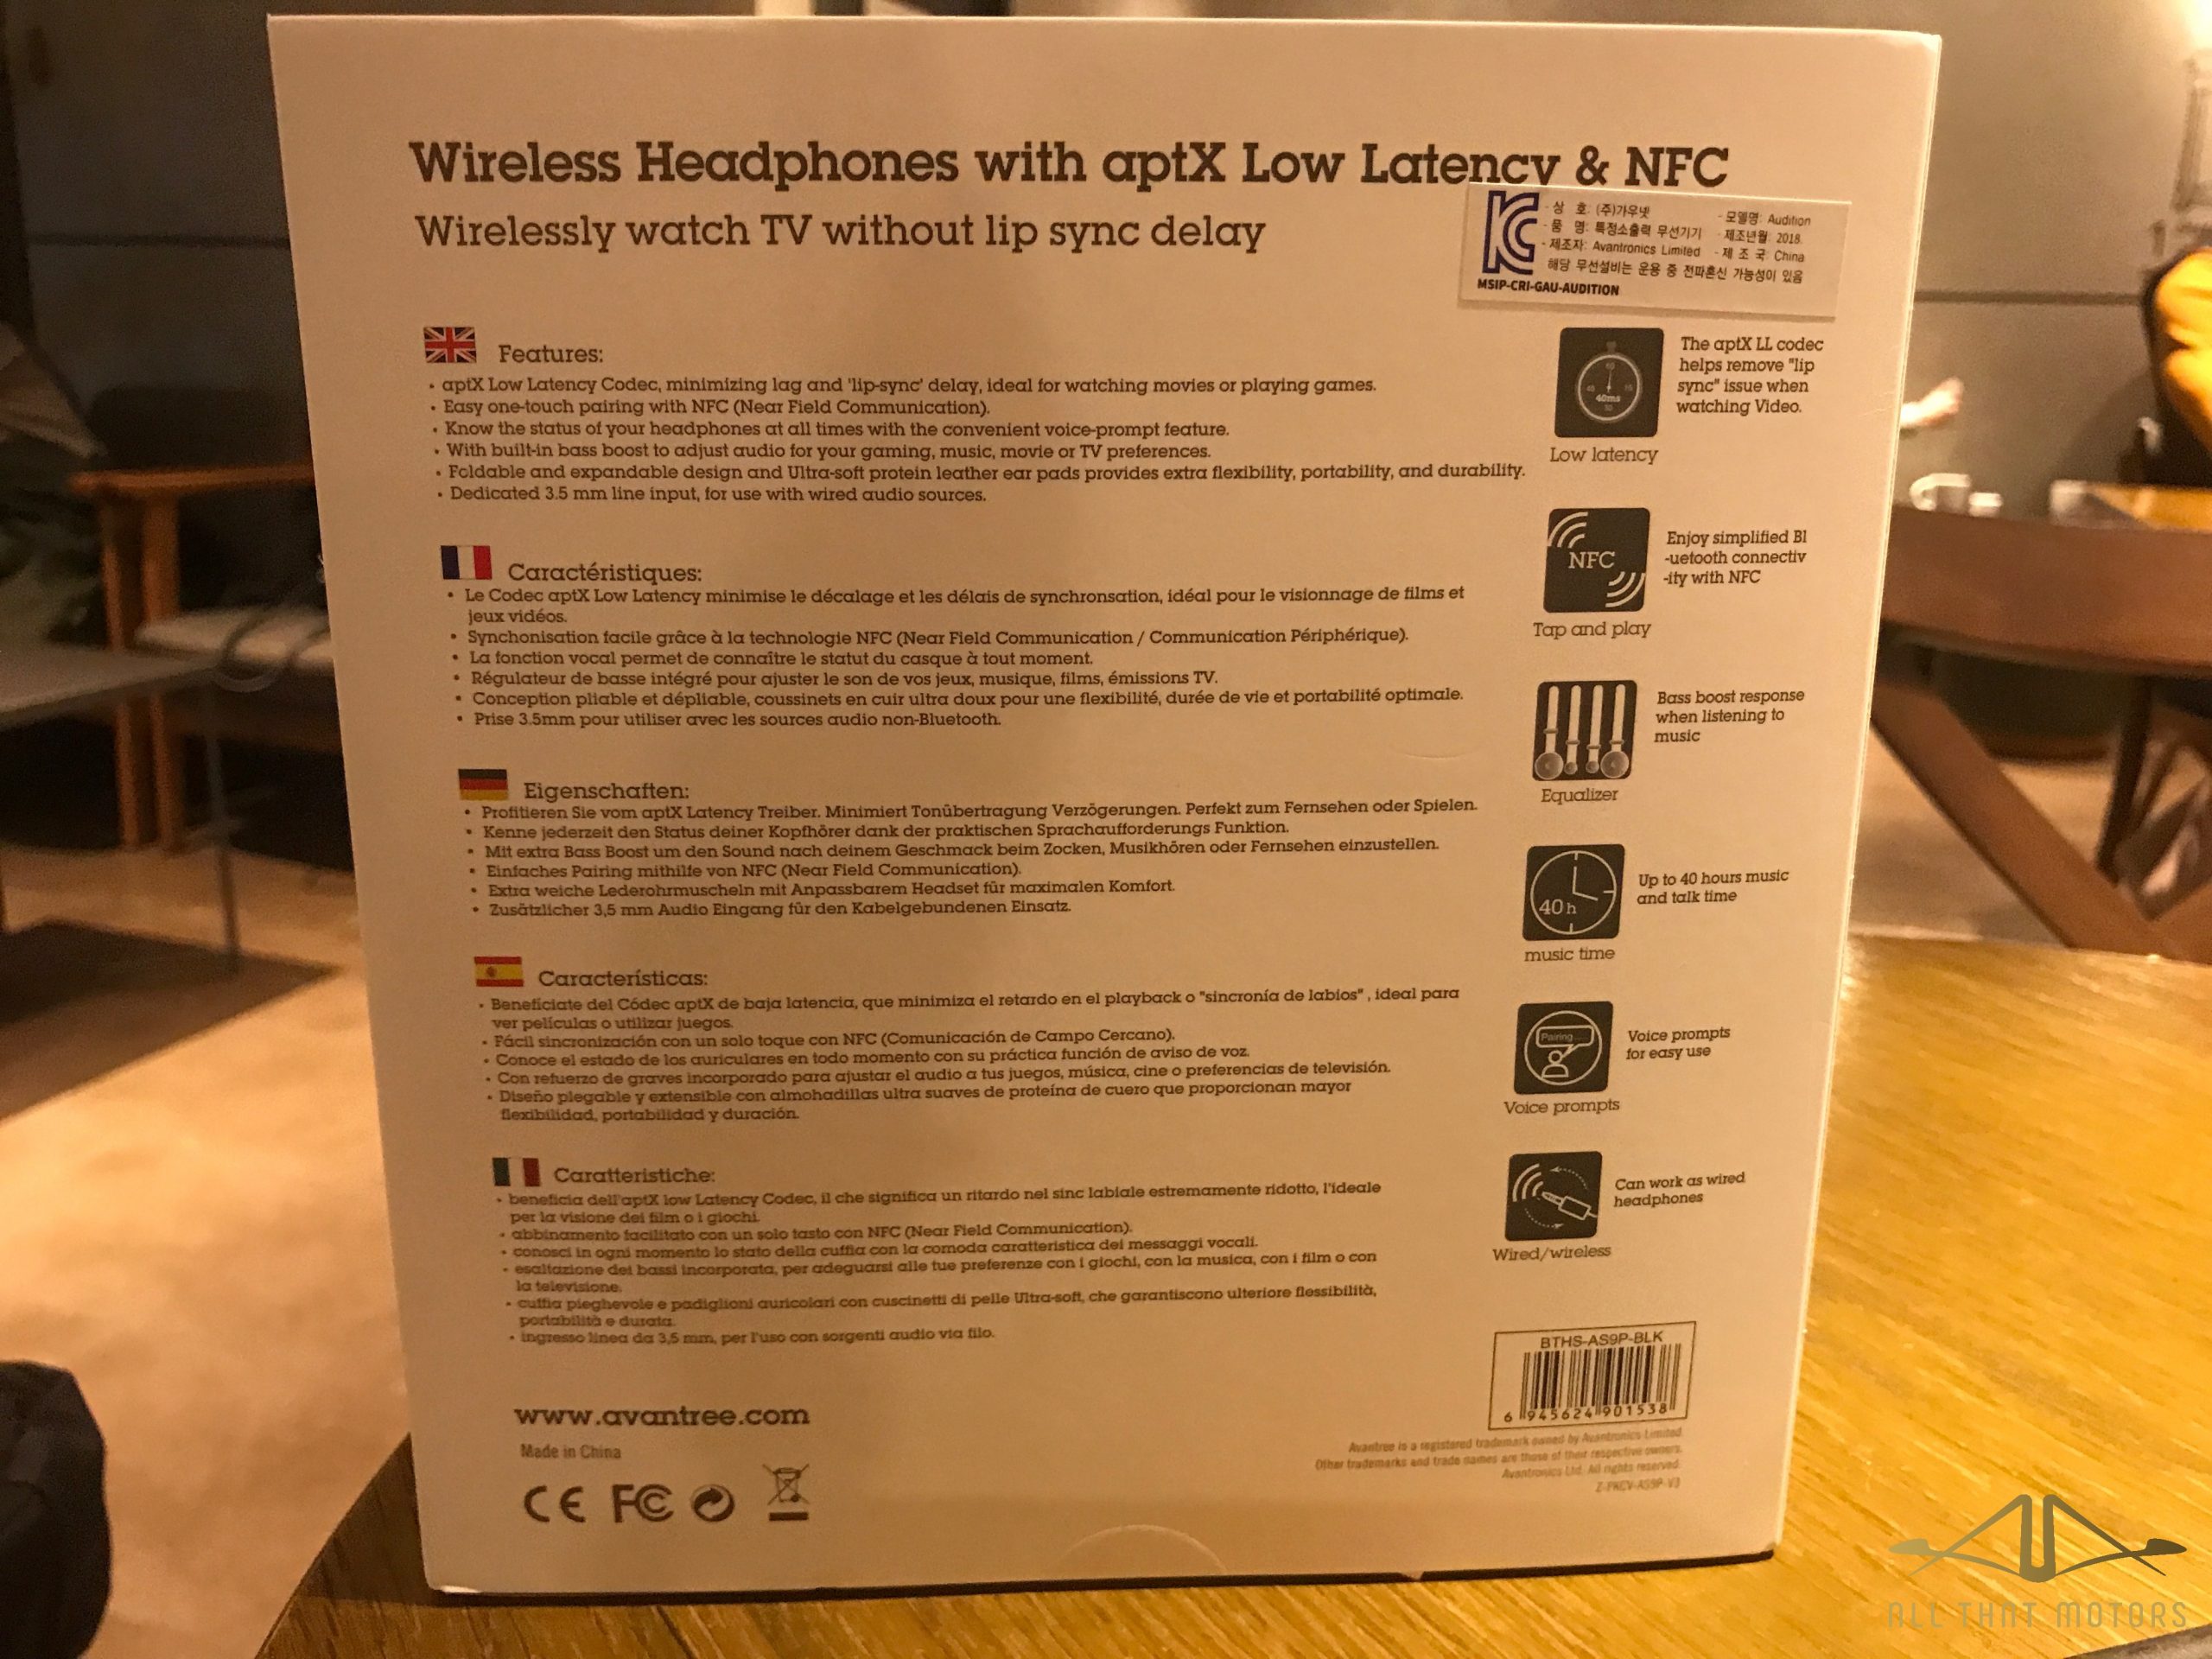 Wireless Headphones with aptX Low Latency & NFC
Wirelessly watch TV without lip sync delay
· 상 호: (주)가우넷
· 모델명: Audition
· 품 명: 특정소출력 무선기기
· 제조년월: 2018.
· 제조자: Avantronics Limited
· 제 조 국: China
해당 무선설비는 운용 중 전파혼신 가능성이 있음
MSIP-CRI-GAU-AUDITION
Features:
• aptX Low Latency Codec, minimizing lag and 'lip-sync' delay, ideal for watching movies or playing games.
• Easy one-touch pairing with NFC (Near Field Communication).
• Know the status of your headphones at all times with the convenient voice-prompt feature.
• With built-in bass boost to adjust audio for your gaming, music, movie or TV preferences.
• Foldable and expandable design and Ultra-soft protein leather ear pads provides extra flexibility, portability, and durability.
• Dedicated 3.5 mm line input, for use with wired audio sources.
Caractéristiques:
• Le Codec aptX Low Latency minimise le décalage et les délais de synchronsation, idéal pour le visionnage de films et
jeux vidéos.
• Synchonisation facile grâce à la technologie NFC (Near Field Communication / Communication Périphérique).
• La fonction vocal permet de connaître le statut du casque à tout moment.
• Régulateur de basse intégré pour ajuster le son de vos jeux, musique, films, émissions TV.
• Conception pliable et dépliable, coussinets en cuir ultra doux pour une flexibilité, durée de vie et portabilité optimale.
• Prise 3.5mm pour utiliser avec les sources audio non-Bluetooth.
Eigenschaften:
• Profitieren Sie vom aptX Latency Treiber. Minimiert Tonübertragung Verzögerungen. Perfekt zum Fernsehen oder Spielen.
• Kenne jederzeit den Status deiner Kopfhörer dank der praktischen Sprachaufforderungs Funktion.
• Mit extra Bass Boost um den Sound nach deinem Geschmack beim Zocken, Musikhören oder Fernsehen einzustellen.
• Einfaches Pairing mithilfe von NFC (Near Field Communication).
• Extra weiche Lederohrmuscheln mit Anpassbarem Headset für maximalen Komfort.
• Zusätzlicher 3,5 mm Audio Eingang für den Kabelgebundenen Einsatz.
Características:
• Benefíciate del Códec aptX de baja latencia, que minimiza el retardo en el playback o "sincronía de labios" , ideal para
ver películas o utilizar juegos.
• Fácil sincronización con un solo toque con NFC (Comunicación de Campo Cercano).
• Conoce el estado de los auriculares en todo momento con su práctica función de aviso de voz.
• Con refuerzo de graves incorporado para ajustar el audio a tus juegos, música, cine o preferencias de televisión.
• Diseño plegable y extensible con almohadillas ultra suaves de proteína de cuero que proporcionan mayor
flexibilidad, portabilidad y duración.
Caratteristiche:
• beneficia dell'aptX low Latency Codec, il che significa un ritardo nel sinc labiale estremamente ridotto, l'ideale
per la visione dei film o i giochi.
• abbinamento facilitato con un solo tasto con NFC (Near Field Communication).
• conosci in ogni momento lo stato della cuffia con la comoda caratteristica dei messaggi vocali.
• esaltazione dei bassi incorporata, per adeguarsi alle tue preferenze con i giochi, con la musica, con i film o con
la televisione.
• cuffia pieghevole e padiglioni auricolari con cuscinetti di pelle Ultra-soft, che garantiscono ulteriore flessibilità,
portabilità e durata.
• ingresso linea da 3,5 mm, per l'uso con sorgenti audio via filo.
40ms
Low latency
The aptX LL codec
helps remove "lip
sync" issue when
watching Video.
NFC
Tap and play
Enjoy simplified Bl
-uetooth connectiv
-ity with NFC
Equalizer
Bass boost response
when listening to
music
40h
music time
Up to 40 hours music
and talk time
Pairing...
Voice prompts
Voice prompts
for easy use
Wired/wireless
Can work as wired
headphones
BTHS-AS9P-BLK
6 945624 901538
www.avantree.com
Made in China
CE FC
Avantree is a registered trademark owned by Avantronics Limited.
Other trademarks and trade names are those of their respective owners.
Avantronics Ltd. All rights reserved.
Z-PKCV-AS9P-V3
ALL THAT MOTORS